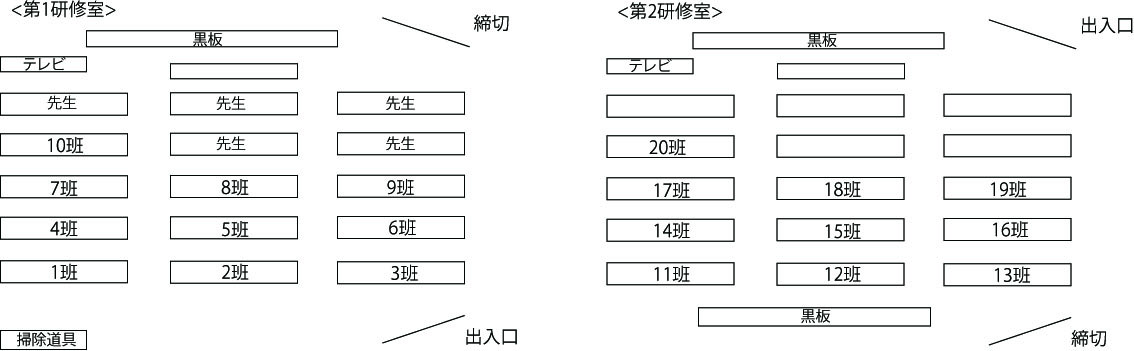 <第1研修室>
締切
黒板
テレビ
先生 先生 先生
10班 先生 先生
7班 8班 9班
4班 5班 6班
1班 2班 3班
掃除道具
出入口
<第2研修室>
出入口
黒板
テレビ
20班
17班 18班 19班
14班 15班 16班
11班 12班 13班
黒板
締切